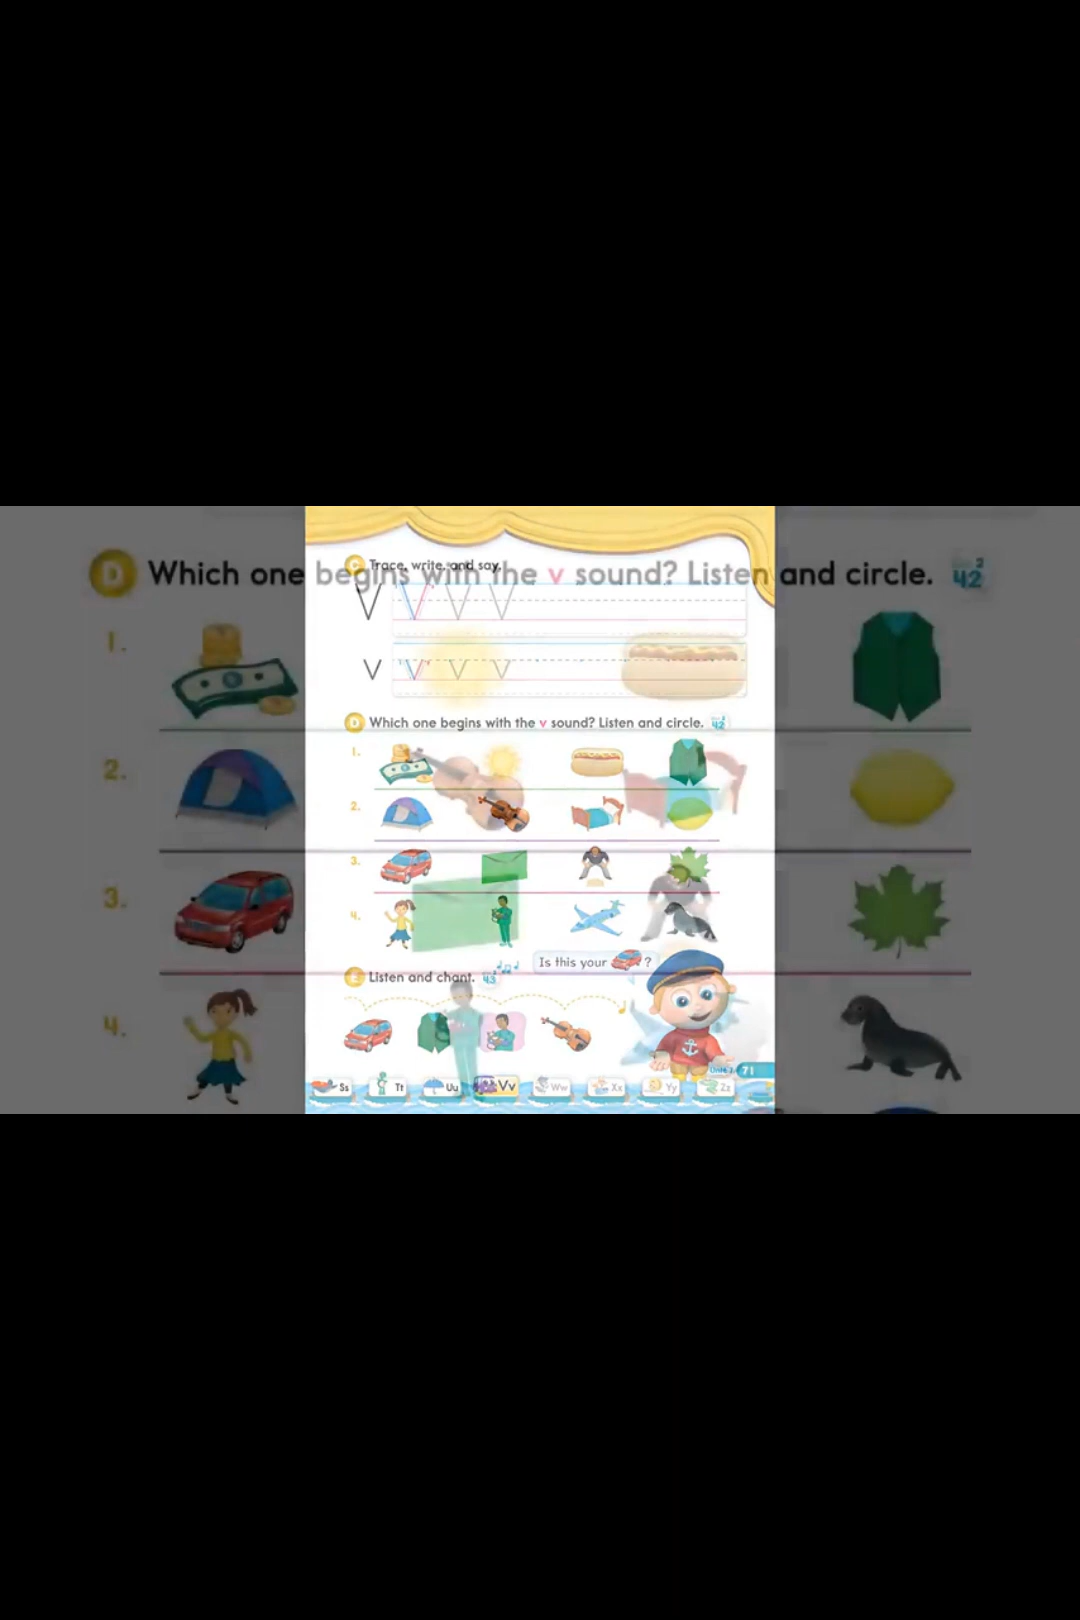 D Which one begins with the v sound? Listen and circle. 42
1.
2.
3.
4.
C Trace, write, and say.
V V V V
v v v v
D Which one begins with the v sound? Listen and circle. 42
1.
2.
3.
4.
Is this your ?
E Listen and chant. 43
Unit 7 71
Ss Tt Uu Vv Ww Xx Yy Zz